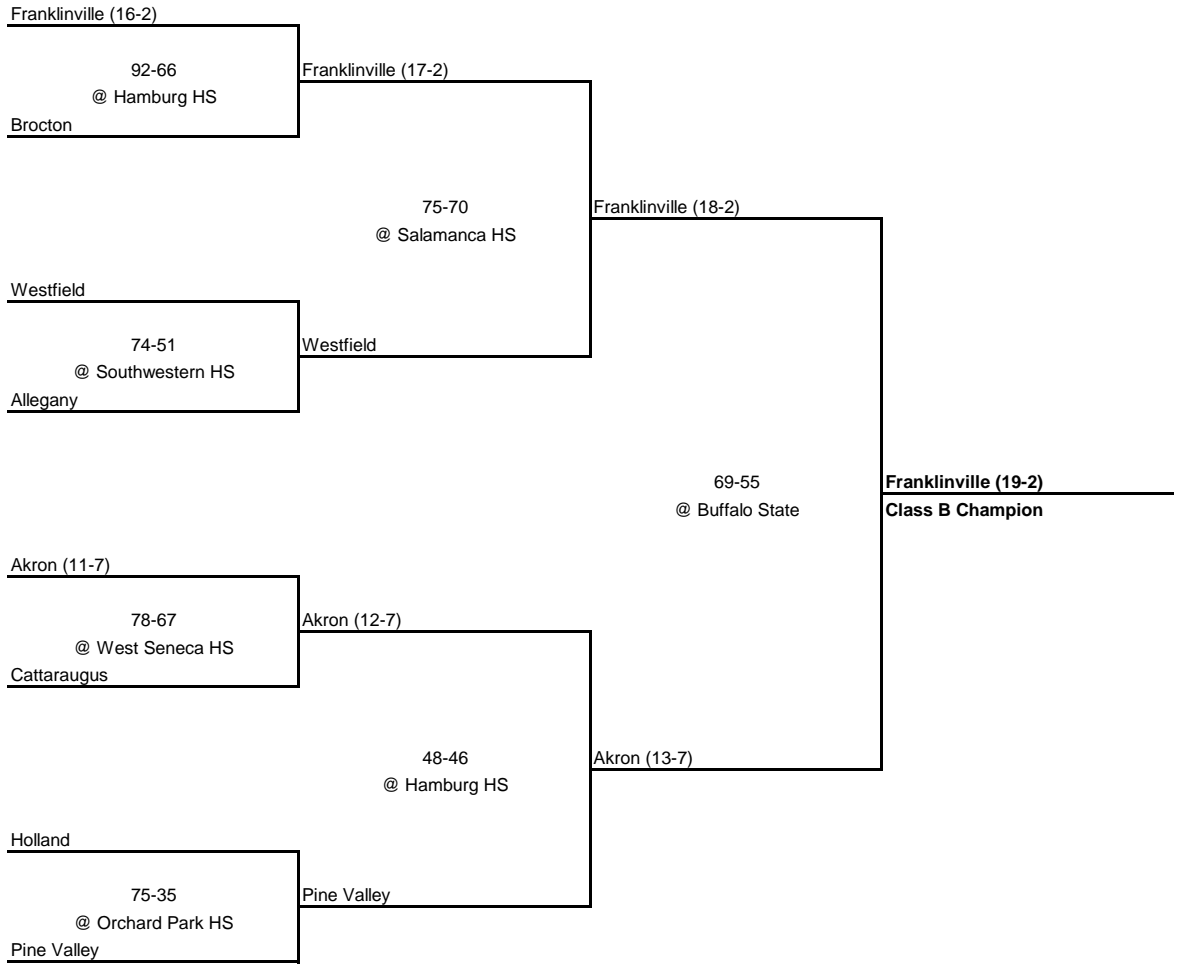 Franklinville (16-2)
92-66
@ Hamburg HS
Franklinville (17-2)
Brocton
75-70
@ Salamanca HS
Franklinville (18-2)
Westfield
74-51
@ Southwestern HS
Westfield
Allegany
69-55
@ Buffalo State
Franklinville (19-2)
Class B Champion
Akron (11-7)
78-67
@ West Seneca HS
Akron (12-7)
Cattaraugus
48-46
@ Hamburg HS
Akron (13-7)
Holland
75-35
@ Orchard Park HS
Pine Valley
Pine Valley